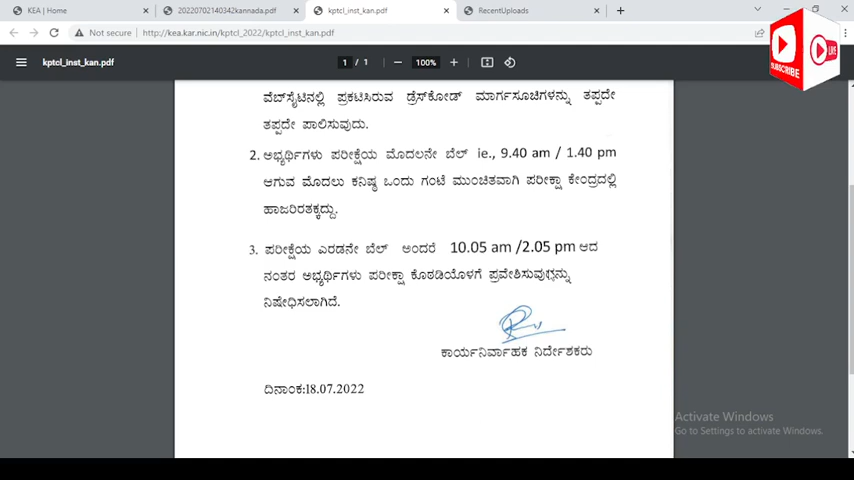 KEA | Home
20220702140342kannada.pdf
kptcl_inst_kan.pdf
RecentUploads
Not secure | http://kea.kar.nic.in/kptcl_2022/kptcl_inst_kan.pdf
kptcl_inst_kan.pdf
1 / 1
100%
SUBSCRIBE
LIVE
ವೆಬ್‌ಸೈಟಿನಲ್ಲಿ ಪ್ರಕಟಿಸಿರುವ ಡ್ರೆಸ್‌ಕೋಡ್ ಮಾರ್ಗಸೂಚಿಗಳನ್ನು ತಪ್ಪದೇ
ತಪ್ಪದೇ ಪಾಲಿಸುವುದು.
2. ಅಭ್ಯರ್ಥಿಗಳು ಪರೀಕ್ಷೆಯ ಮೊದಲನೇ ಬೆಲ್ ie., 9.40 am / 1.40 pm
ಆಗುವ ಮೊದಲು ಕನಿಷ್ಠ ಒಂದು ಗಂಟೆ ಮುಂಚಿತವಾಗಿ ಪರೀಕ್ಷಾ ಕೇಂದ್ರದಲ್ಲಿ
ಹಾಜರಿರತಕ್ಕದ್ದು.
3. ಪರೀಕ್ಷೆಯ ಎರಡನೇ ಬೆಲ್ ಅಂದರೆ 10.05 am /2.05 pm ಆದ
ನಂತರ ಅಭ್ಯರ್ಥಿಗಳು ಪರೀಕ್ಷಾ ಕೊಠಡಿಯೊಳಗೆ ಪ್ರವೇಶಿಸುವುದನ್ನು
ನಿಷೇಧಿಸಲಾಗಿದೆ.
ಕಾರ್ಯನಿರ್ವಾಹಕ ನಿರ್ದೇಶಕರು
ದಿನಾಂಕ:18.07.2022
Activate Windows
Go to Settings to activate Windows.